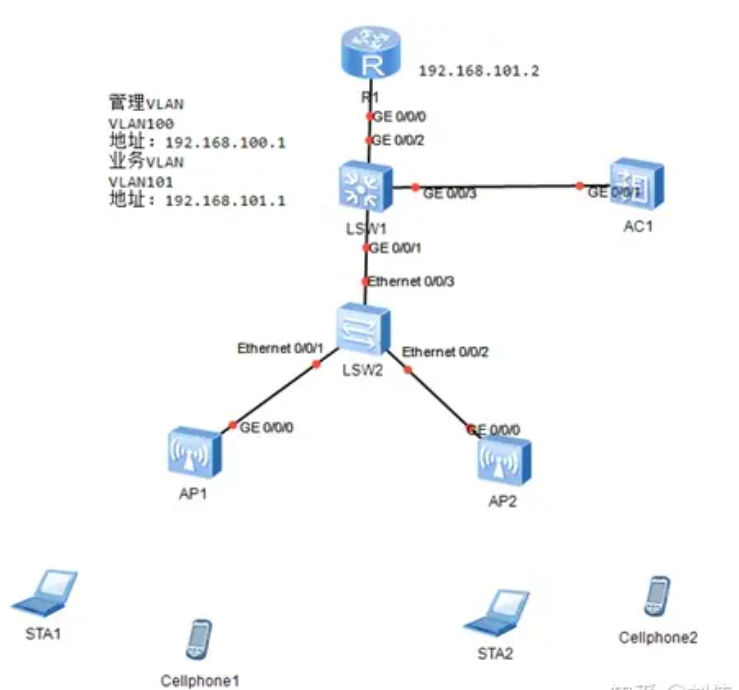 192.168.101.2
R
R1
管理VLAN
VLAN100
地址：192.168.100.1
业务VLAN
VLAN101
地址：192.168.101.1
GE 0/0/0
GE 0/0/2
GE 0/0/3
GE 0/0/1
AC1
LSW1
GE 0/0/1
Ethernet 0/0/3
Ethernet 0/0/1
Ethernet 0/0/2
LSW2
GE 0/0/0
GE 0/0/0
AP1
AP2
STA1
Cellphone1
STA2
Cellphone2